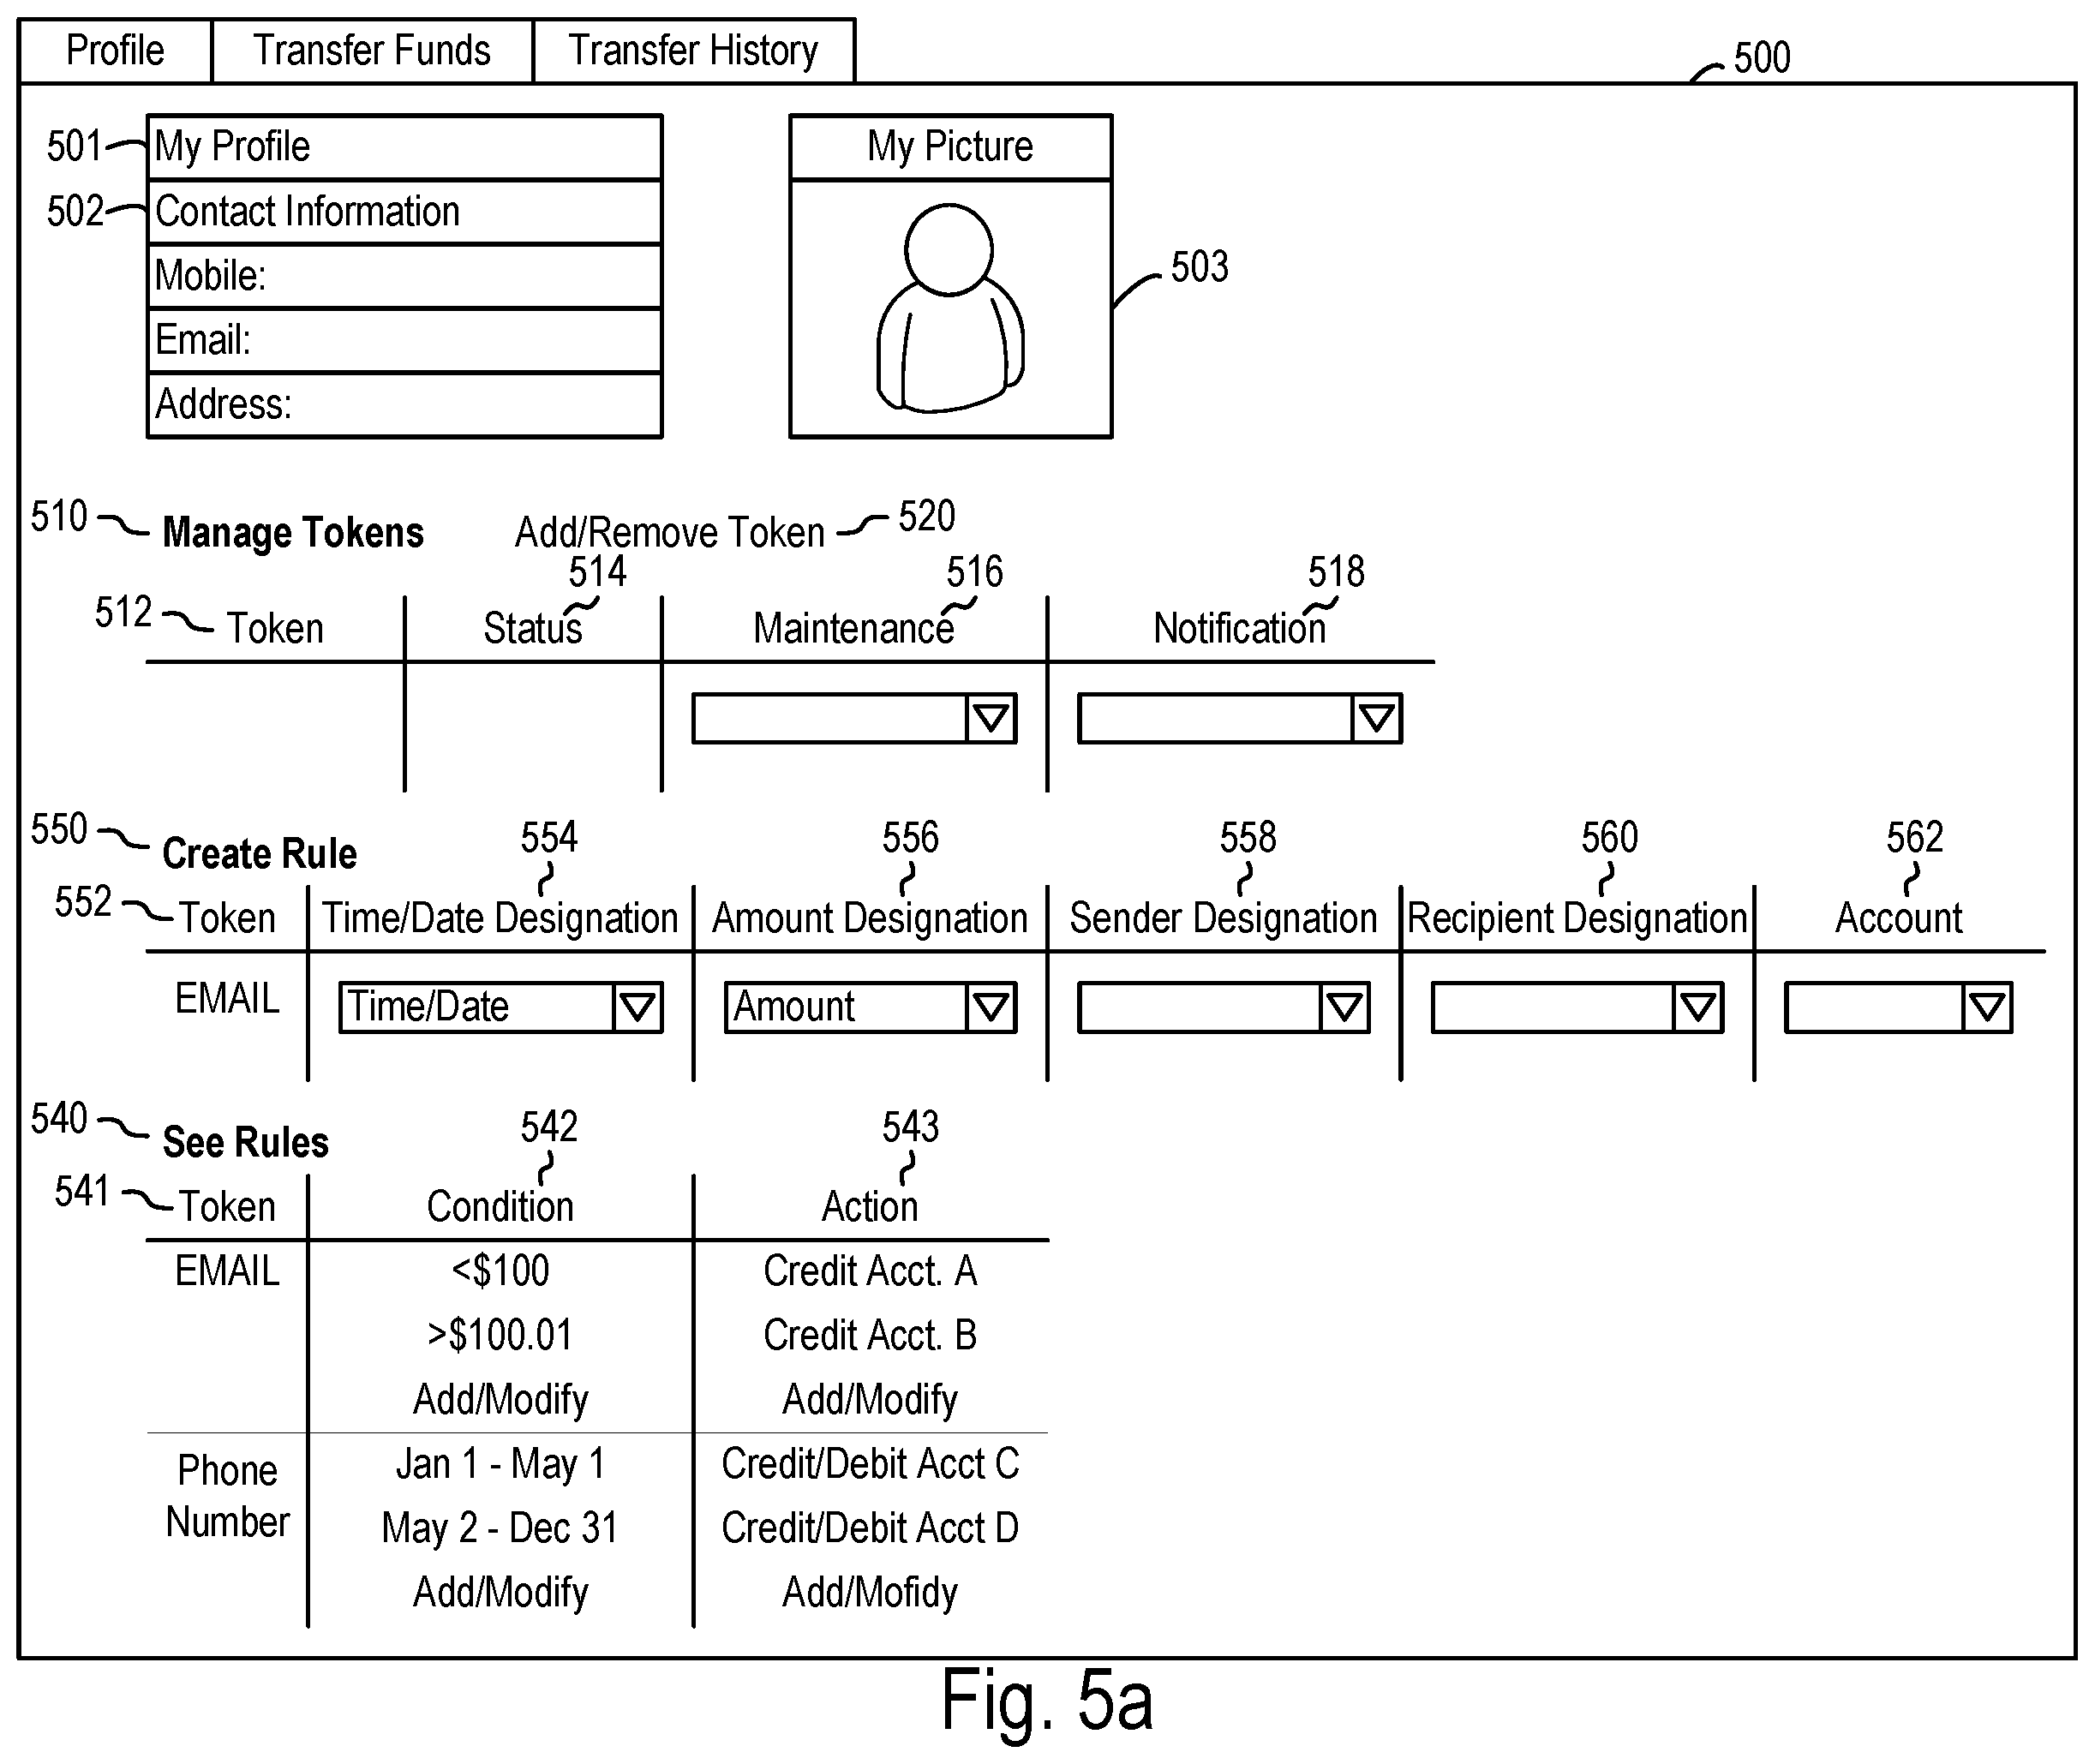 Profile Transfer Funds Transfer History
500
501 My Profile My Picture
502 Contact Information
Mobile:
503
Email:
Address:
510 Manage Tokens Add/Remove Token 520
514 516 518
512 Token Status Maintenance Notification
550 Create Rule 554 556 558 560 562
552 Token Time/Date Designation Amount Designation Sender Designation Recipient Designation Account
EMAIL Time/Date Amount
540 See Rules 542 543
541 Token Condition Action
EMAIL <$100 Credit Acct. A
>$100.01 Credit Acct. B
Add/Modify Add/Modify
Phone Jan 1 - May 1 Credit/Debit Acct C
Number May 2 - Dec 31 Credit/Debit Acct D
Add/Modify Add/Mofidy
Fig. 5a